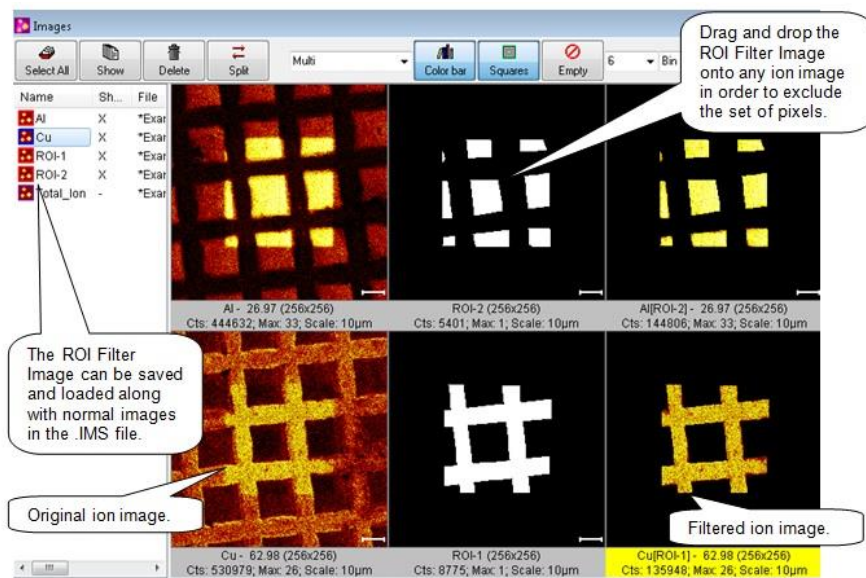 Images
Select All
Show
Delete
Split
Multi
Color bar
Squares
Empty
6
Bin
Drag and drop the
ROI Filter Image
onto any ion image
in order to exclude
the set of pixels.
Name Sh... File
Al X *Exar
Cu X *Exar
ROI-1 X *Exar
ROI-2 X *Exar
Total_Ion - *Exar
Al - 26.97 (256x256)
Cts: 444632; Max: 33; Scale: 10µm
ROI-2 (256x256)
Cts: 5401; Max: 1; Scale: 10µm
Al[ROI-2] - 26.97 (256x256)
Cts: 144806; Max: 33; Scale: 10µm
The ROI Filter
Image can be saved
and loaded along
with normal images
in the .IMS file.
Original ion image.
Filtered ion image.
Cu - 62.98 (256x256)
Cts: 530979; Max: 26; Scale: 10µm
ROI-1 (256x256)
Cts: 8775; Max: 1; Scale: 10µm
Cu[ROI-1] - 62.98 (256x256)
Cts: 135948; Max: 26; Scale: 10µm